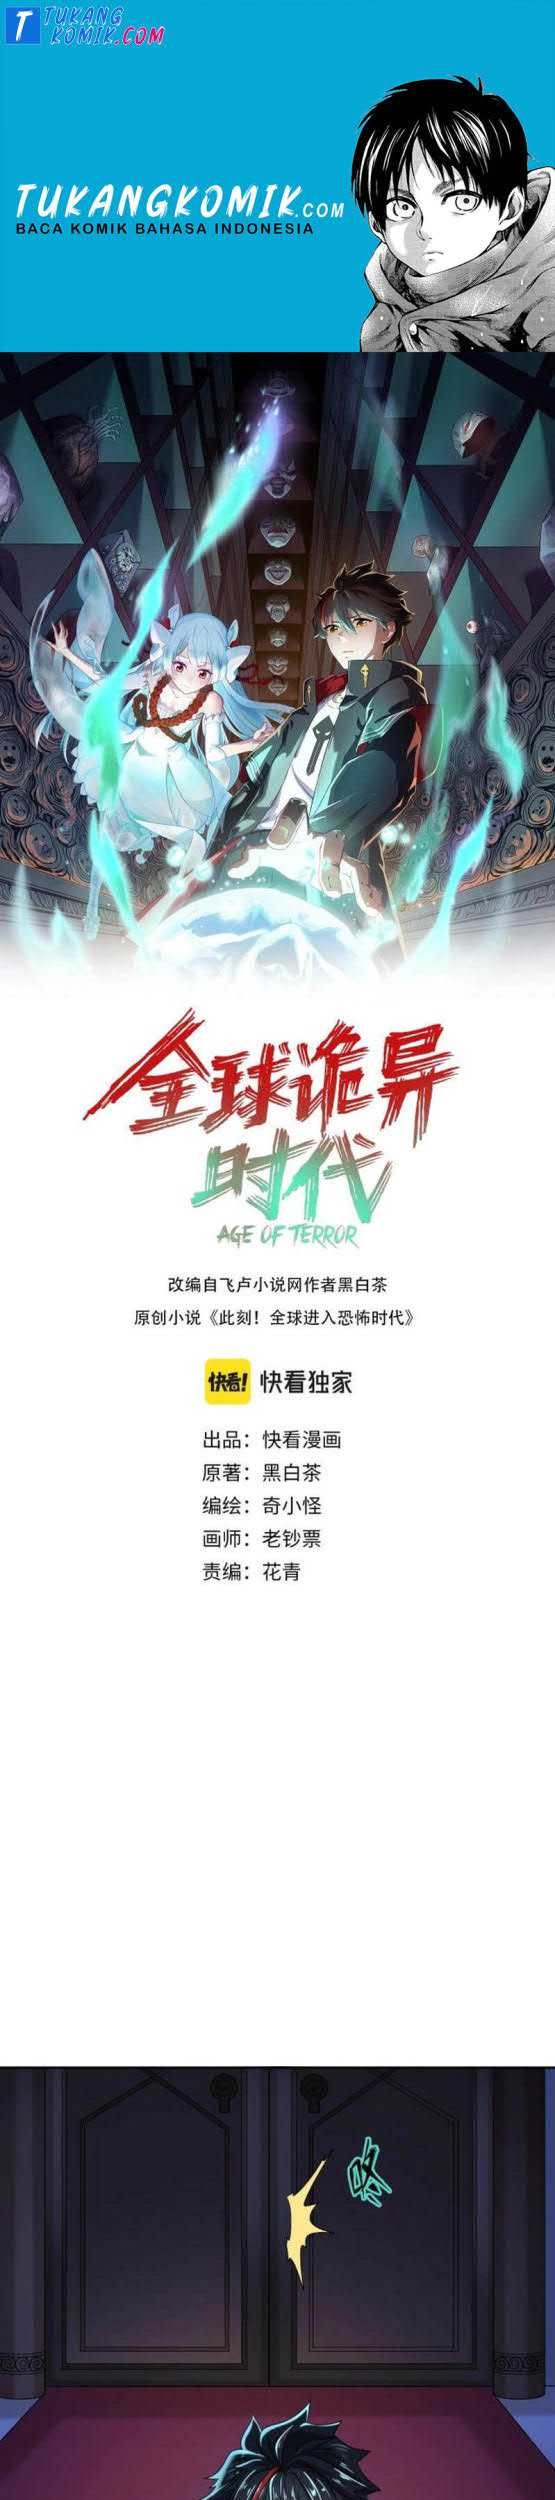 T TUKANG
KOMIK.COM
TUKANGKOMIK.COM
BACA KOMIK BAHASA INDONESIA
全球诡异
时代
AGE OF TERROR
改编自飞卢小说网作者黑白茶
原创小说《此刻！全球进入恐怖时代》
快看! 快看独家
出品：快看漫画
原著：黑白茶
编绘：奇小怪
画师：老钞票
责编：花青
咚